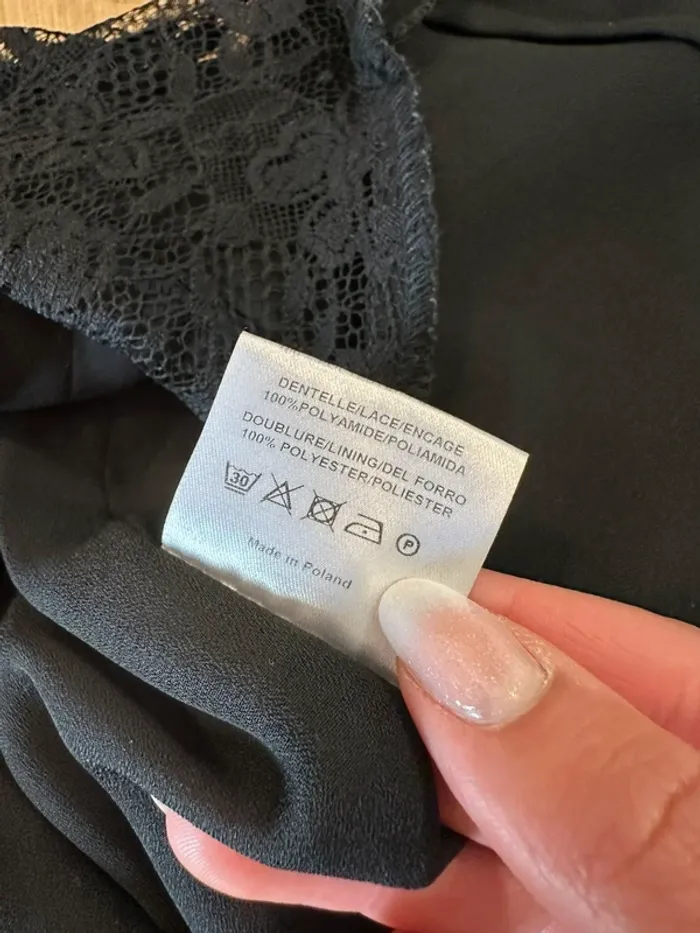 DENTELLE/LACE/ENCAGE
100%POLYAMIDE/POLIAMIDA
DOUBLURE/LINING/DEL FORRO
100% POLYESTER/POLIESTER
30 P
Made in Poland